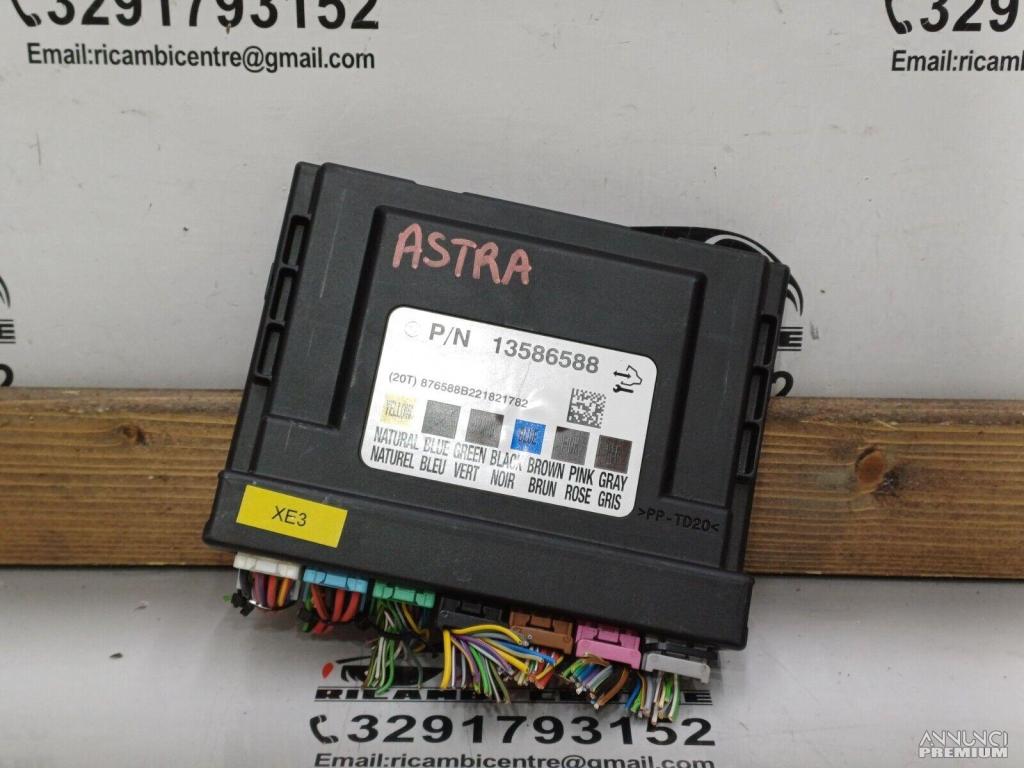 3291793152
Email:ricambicentre@gmail.com
329
Email:ricam
ASTRA
P/N 13586588
(20T) 876588B221821782
YELLOW
BLUE
NATURAL BLUE GREEN BLACK BROWN PINK GRAY
NATUREL BLEU VERT NOIR BRUN ROSE GRIS
>PP-TD20<
XE3
3291793152
Email:ricambicentre@gmail.com
ANNUNCI
PREMIUM